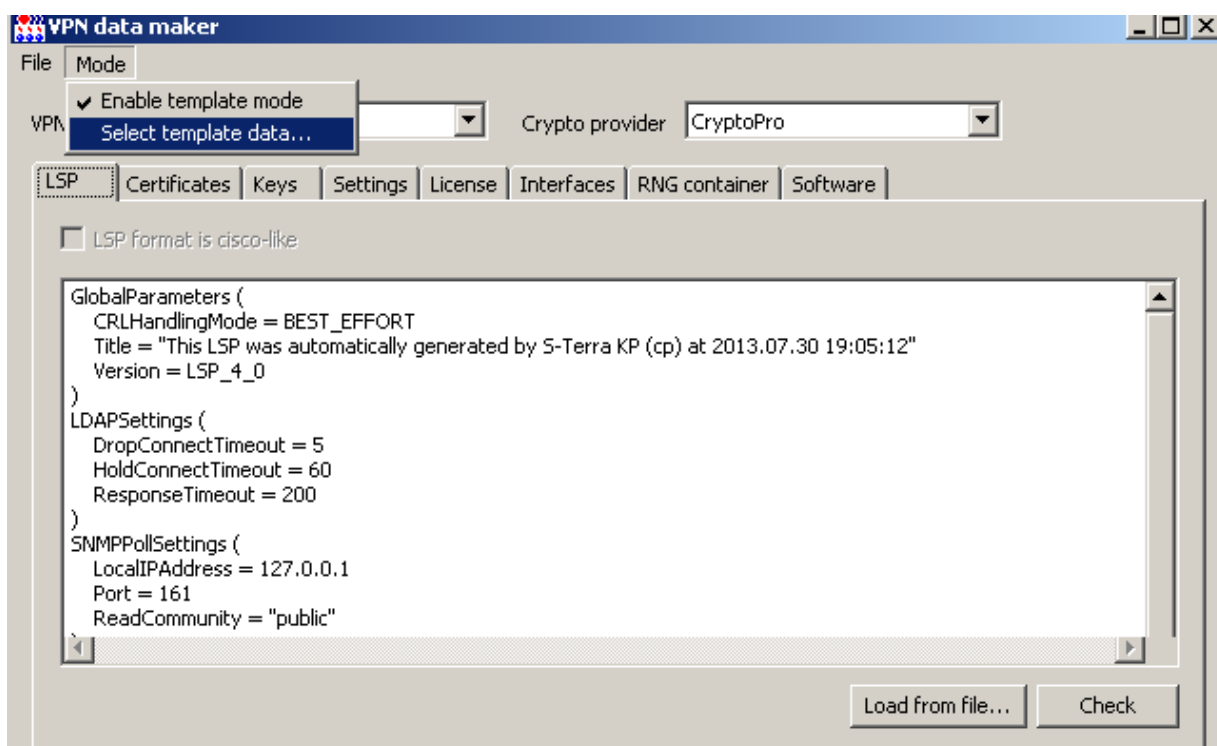 VPN data maker
File Mode
Enable template mode
Select template data...
VPN
Crypto provider CryptoPro
LSP Certificates Keys Settings License Interfaces RNG container Software
LSP format is cisco-like
GlobalParameters (
CRLHandlingMode = BEST_EFFORT
Title = "This LSP was automatically generated by S-Terra KP (cp) at 2013.07.30 19:05:12"
Version = LSP_4_0
)
LDAPSettings (
DropConnectTimeout = 5
HoldConnectTimeout = 60
ResponseTimeout = 200
)
SNMPPollSettings (
LocalIPAddress = 127.0.0.1
Port = 161
ReadCommunity = "public"
Load from file... Check